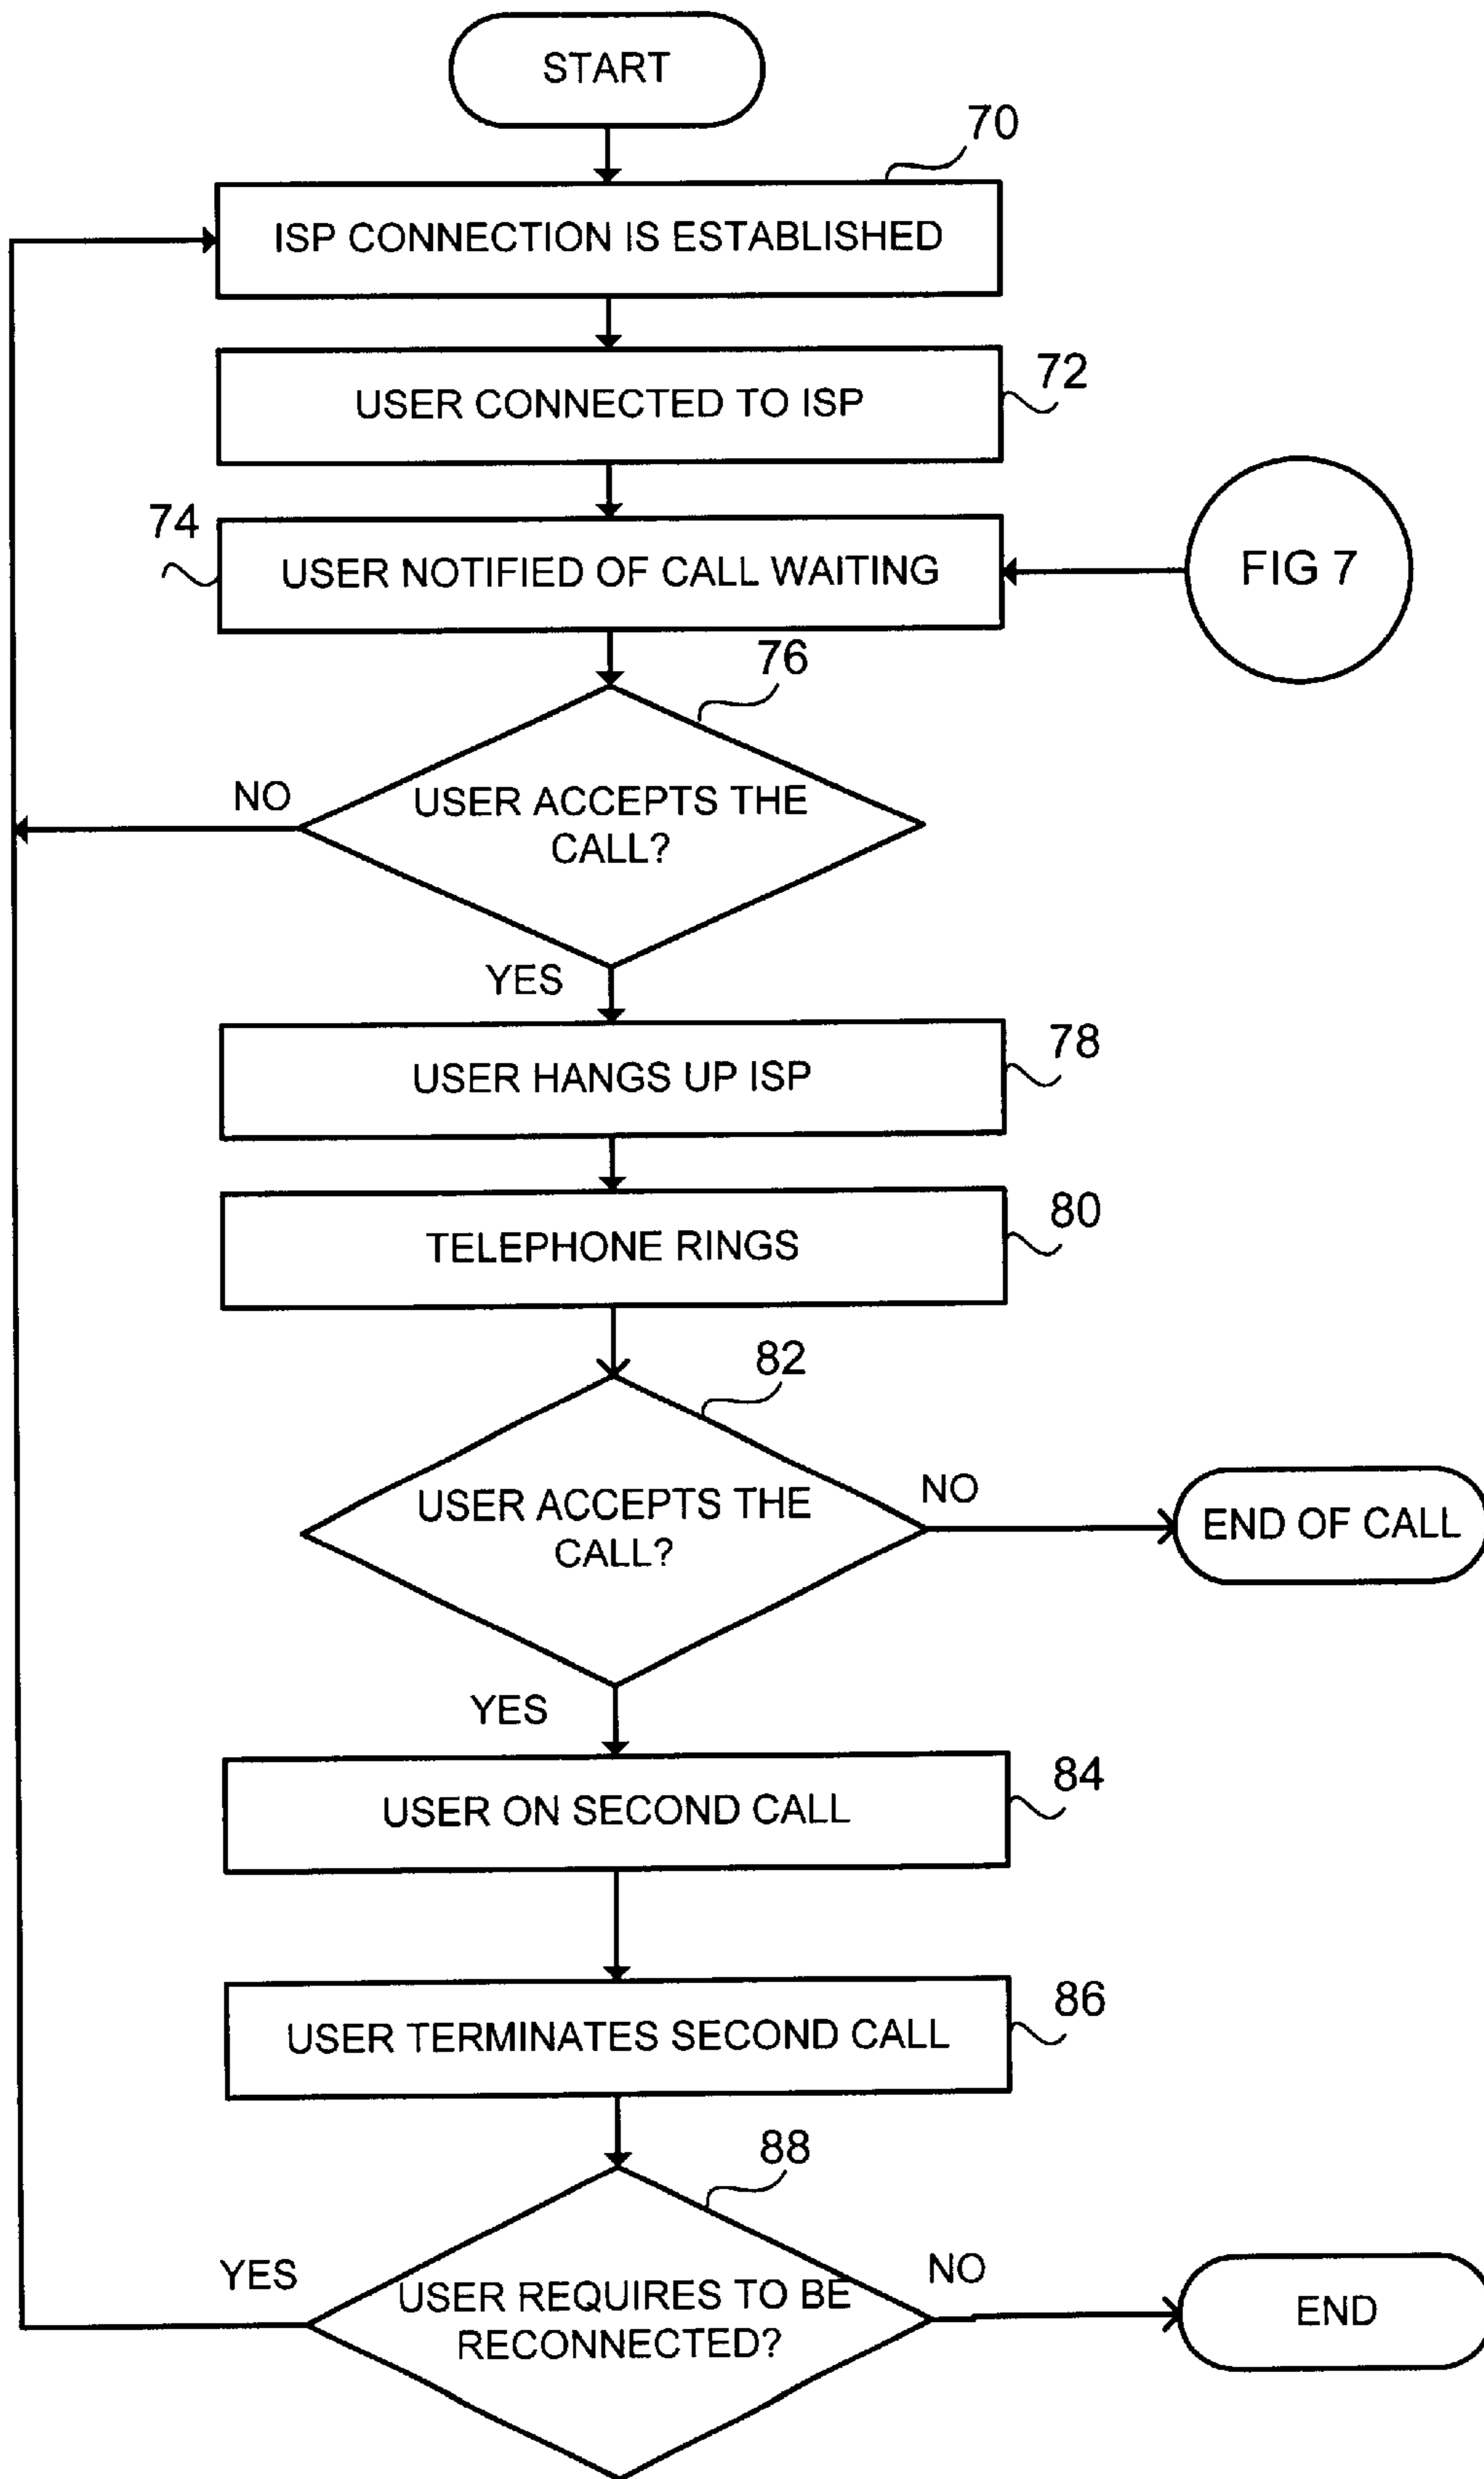 START
70
ISP CONNECTION IS ESTABLISHED
72
USER CONNECTED TO ISP
74
USER NOTIFIED OF CALL WAITING
FIG 7
76
NO
USER ACCEPTS THE
CALL?
YES
78
USER HANGS UP ISP
80
TELEPHONE RINGS
82
NO
USER ACCEPTS THE
CALL?
END OF CALL
YES
84
USER ON SECOND CALL
86
USER TERMINATES SECOND CALL
88
YES
NO
USER REQUIRES TO BE
RECONNECTED?
END